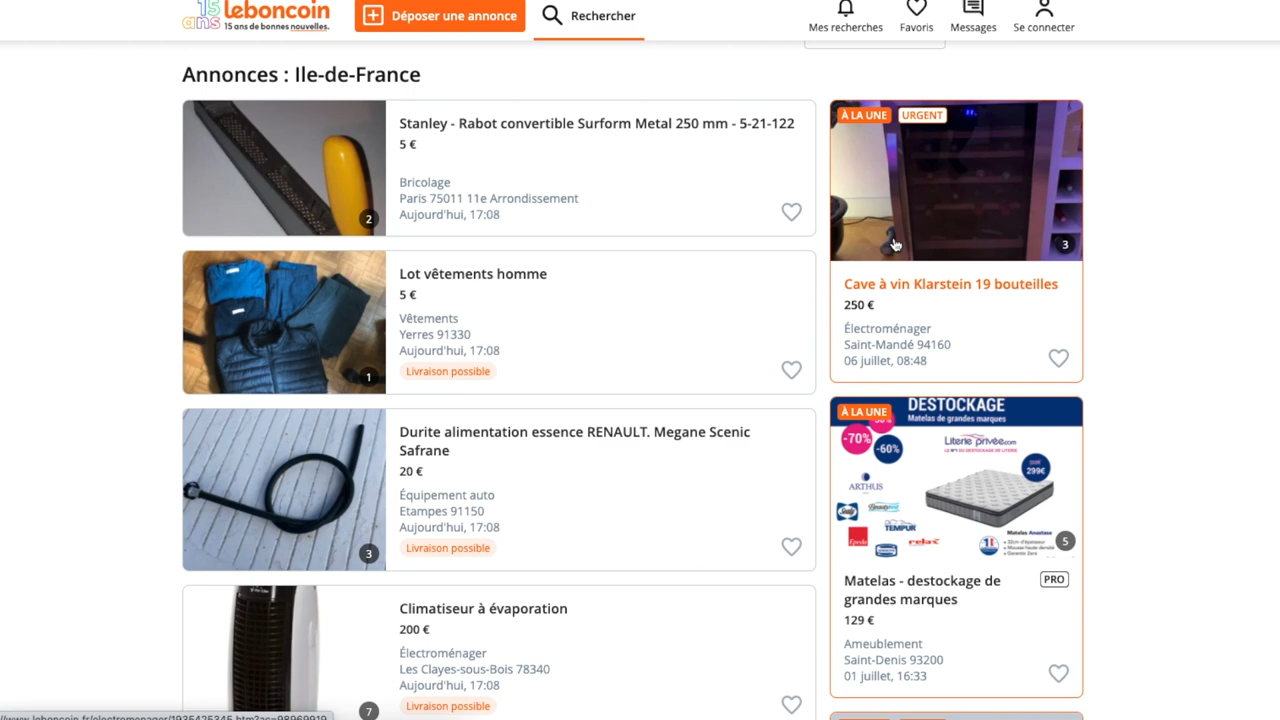 15 ans leboncoin
15 ans de bonnes nouvelles.
Déposer une annonce
Rechercher
Mes recherches
Favoris
Messages
Se connecter
Annonces : Ile-de-France
2
Stanley - Rabot convertible Surform Metal 250 mm - 5-21-122
5 €
Bricolage
Paris 75011 11e Arrondissement
Aujourd'hui, 17:08
1
Lot vêtements homme
5 €
Vêtements
Yerres 91330
Aujourd'hui, 17:08
Livraison possible
3
Durite alimentation essence RENAULT. Megane Scenic
Safrane
20 €
Équipement auto
Etampes 91150
Aujourd'hui, 17:08
Livraison possible
7
Climatiseur à évaporation
200 €
Électroménager
Les Clayes-sous-Bois 78340
Aujourd'hui, 17:08
Livraison possible
À LA UNE
URGENT
3
Cave à vin Klarstein 19 bouteilles
250 €
Électroménager
Saint-Mandé 94160
06 juillet, 08:48
À LA UNE
DESTOCKAGE
Matelas de grandes marques
-70%
-60%
Literie privée.com
299€
ARTHUS
TEMPUR
relax
Matelas Anastase
5
Matelas - destockage de
grandes marques
PRO
129 €
Ameublement
Saint-Denis 93200
01 juillet, 16:33